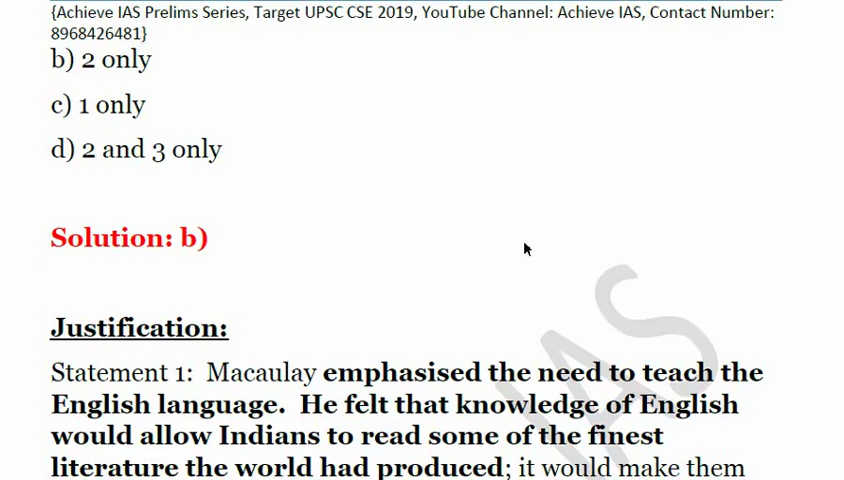 {Achieve IAS Prelims Series, Target UPSC CSE 2019, YouTube Channel: Achieve IAS, Contact Number:
8968426481}
b) 2 only
c) 1 only
d) 2 and 3 only
Solution: b)
IAS
Justification:
Statement 1: Macaulay emphasised the need to teach the
English language. He felt that knowledge of English
would allow Indians to read some of the finest
literature the world had produced; it would make them